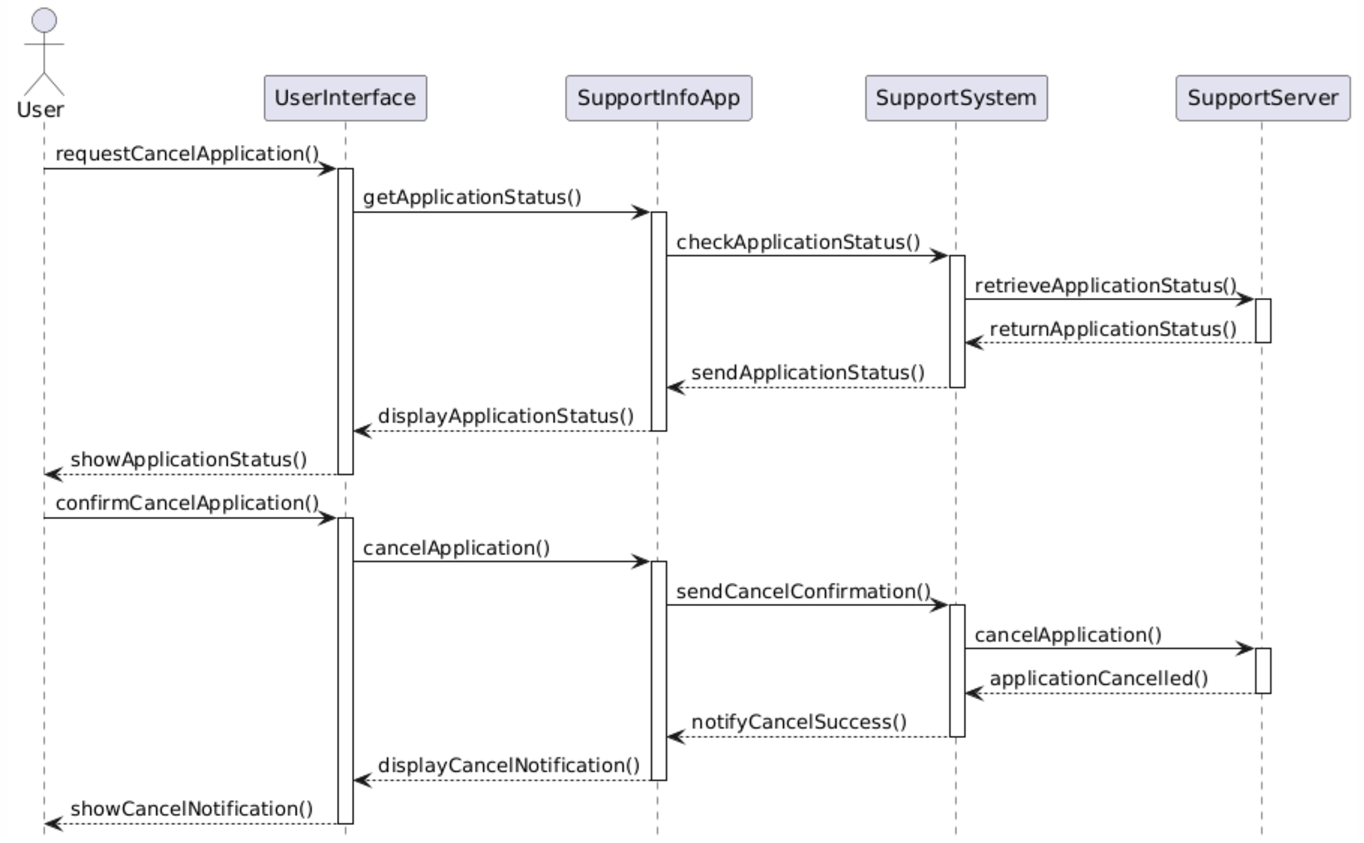 User
UserInterface
SupportInfoApp
SupportSystem
SupportServer
requestCancelApplication()
getApplicationStatus()
checkApplicationStatus()
retrieveApplicationStatus()
returnApplicationStatus()
sendApplicationStatus()
displayApplicationStatus()
showApplicationStatus()
confirmCancelApplication()
cancelApplication()
sendCancelConfirmation()
cancelApplication()
applicationCancelled()
notifyCancelSuccess()
displayCancelNotification()
showCancelNotification()